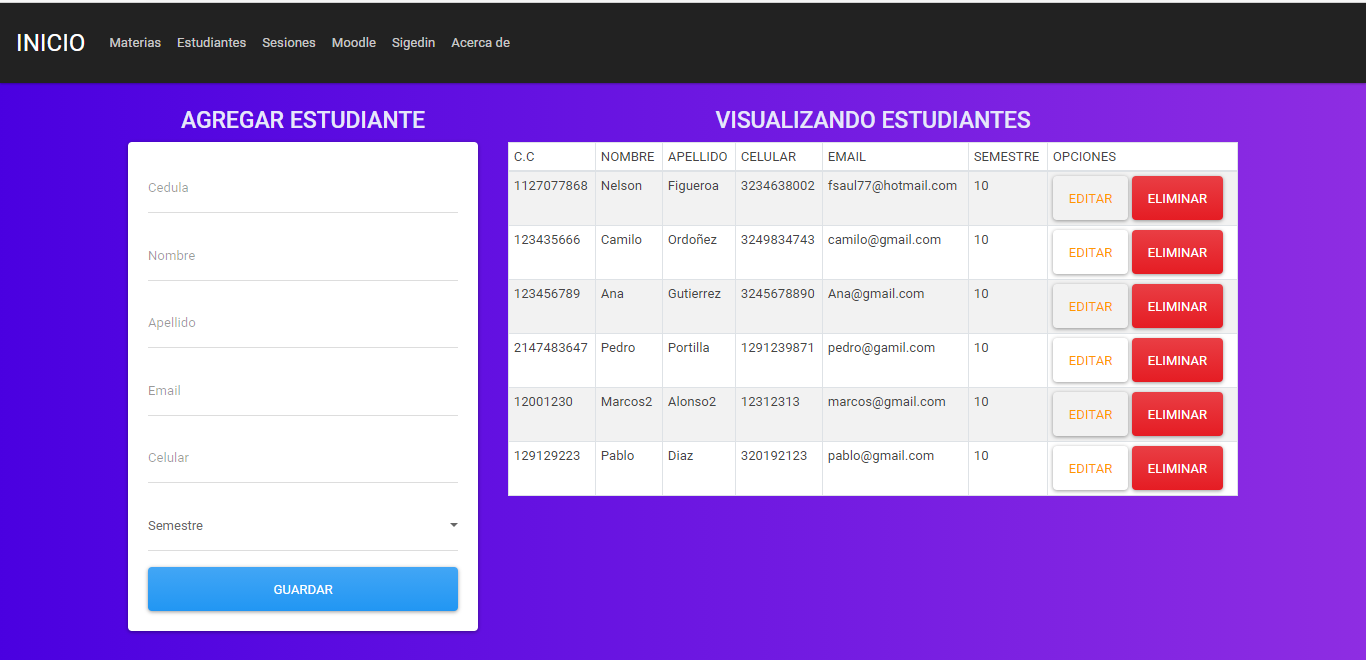 INICIO Materias Estudiantes Sesiones Moodle Sigedin Acerca de
AGREGAR ESTUDIANTE
Cedula
Nombre
Apellido
Email
Celular
Semestre
GUARDAR
VISUALIZANDO ESTUDIANTES
C.C NOMBRE APELLIDO CELULAR EMAIL SEMESTRE OPCIONES
1127077868 Nelson Figueroa 3234638002 fsaul77@hotmail.com 10 EDITAR ELIMINAR
123435666 Camilo Ordoñez 3249834743 camilo@gmail.com 10 EDITAR ELIMINAR
123456789 Ana Gutierrez 3245678890 Ana@gmail.com 10 EDITAR ELIMINAR
2147483647 Pedro Portilla 1291239871 pedro@gamil.com 10 EDITAR ELIMINAR
12001230 Marcos2 Alonso2 12312313 marcos@gmail.com 10 EDITAR ELIMINAR
129129223 Pablo Diaz 320192123 pablo@gmail.com 10 EDITAR ELIMINAR